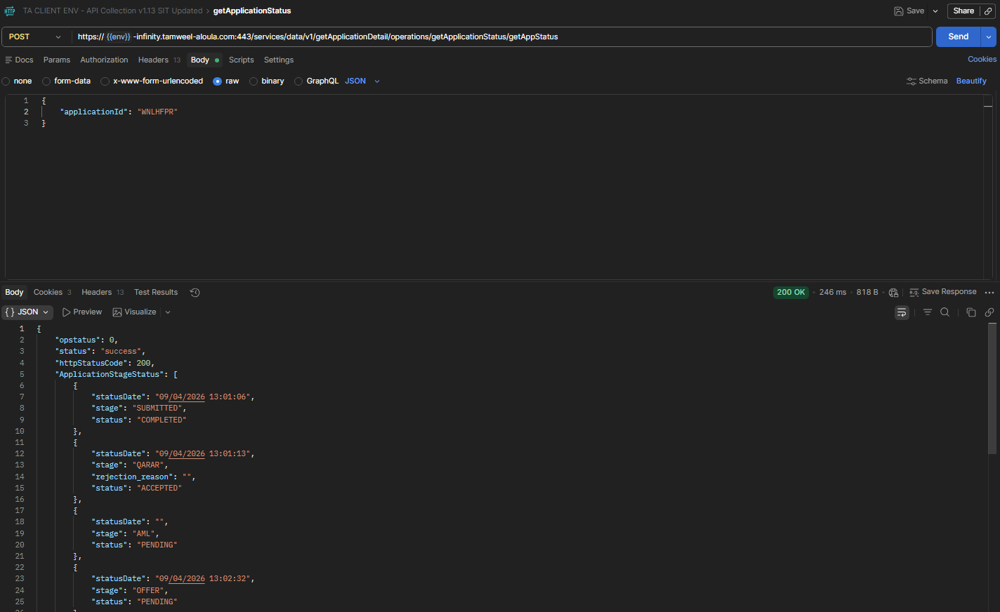 TA CLIENT ENV - API Collection v1.13 SIT Updated > getApplicationStatus
Save
Share
POST
https:// {{env}} -infinity.tamweel-aloula.com:443/services/data/v1/getApplicationDetail/operations/getApplicationStatus/getAppStatus
Send
Docs Params Authorization Headers 13 Body Scripts Settings
Cookies
none form-data x-www-form-urlencoded raw binary GraphQL JSON
Schema Beautify
1 {
2 "applicationId": "WNLHFPR"
3 }
Body Cookies 3 Headers 13 Test Results
200 OK 246 ms 818 B e.g. Save Response
{ } JSON Preview Visualize
1 {
2 "opstatus": 0,
3 "status": "success",
4 "httpStatusCode": 200,
5 "ApplicationStageStatus": [
6 {
7 "statusDate": "09/04/2026 13:01:06",
8 "stage": "SUBMITTED",
9 "status": "COMPLETED"
10 },
11 {
12 "statusDate": "09/04/2026 13:01:13",
13 "stage": "QARAR",
14 "rejection_reason": "",
15 "status": "ACCEPTED"
16 },
17 {
18 "statusDate": "",
19 "stage": "AML",
20 "status": "PENDING"
21 },
22 {
23 "statusDate": "09/04/2026 13:02:32",
24 "stage": "OFFER",
25 "status": "PENDING"